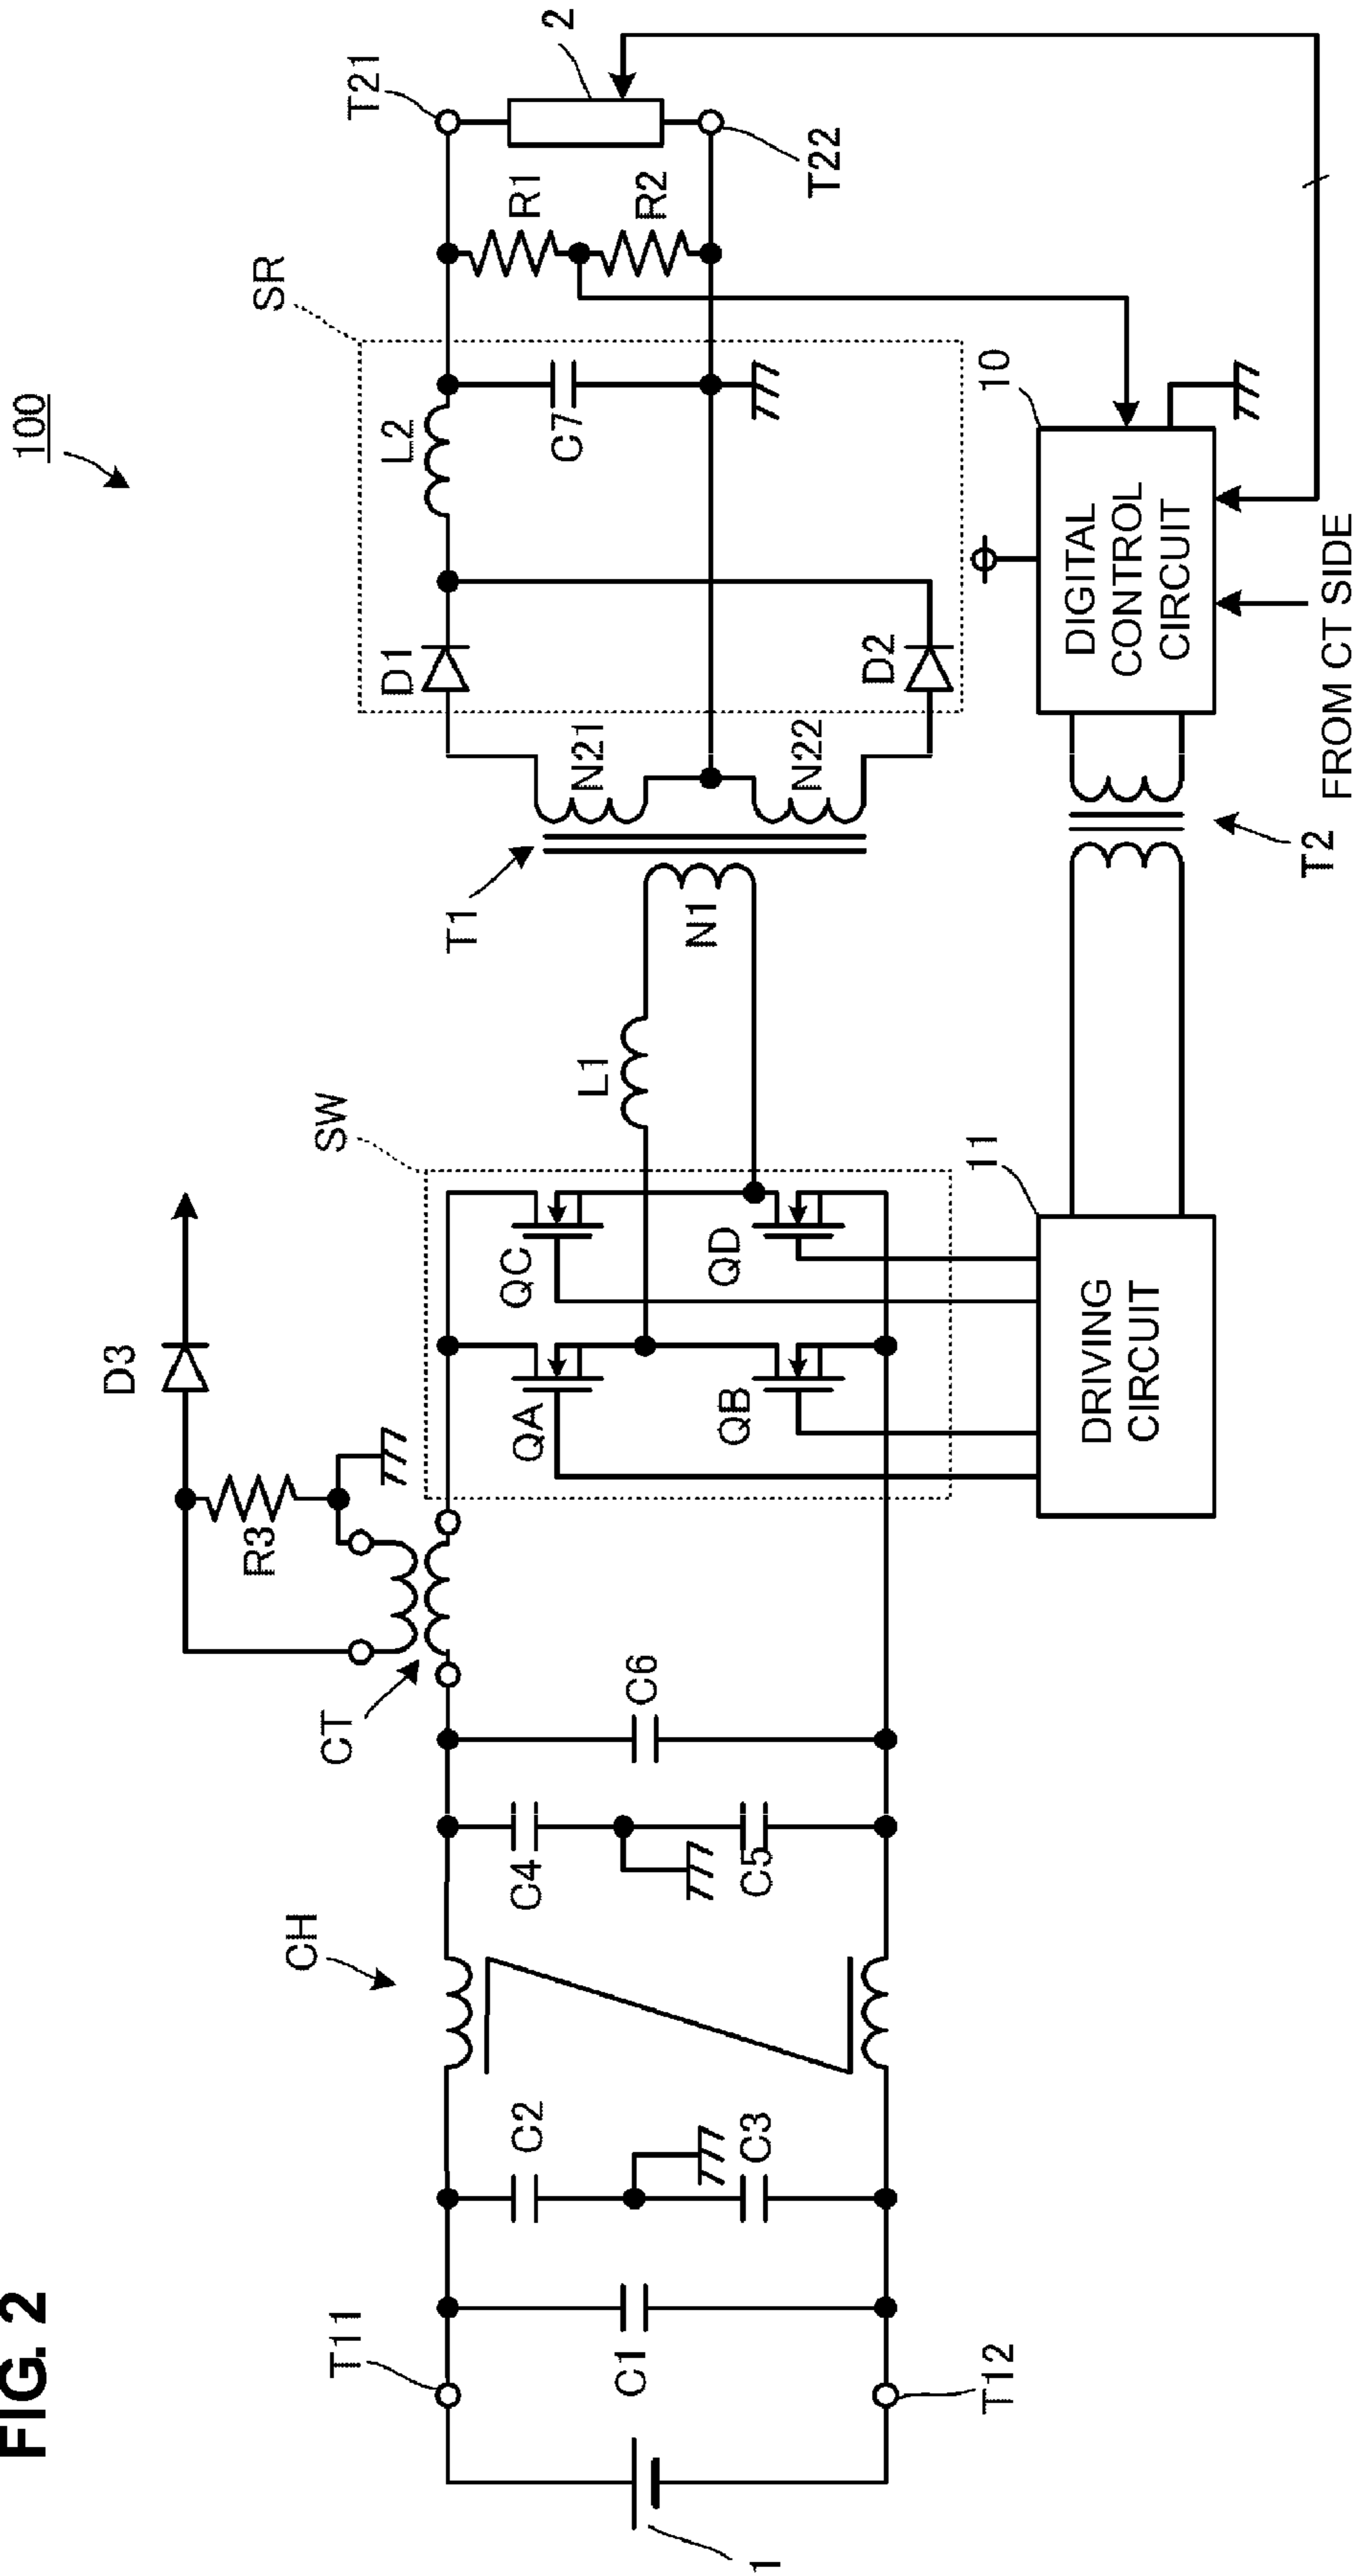 FIG. 2
100
1
T11
T12
C1
C2
C3
CH
C4
C5
C6
CT
R3
D3
SW
QA
QB
QC
QD
L1
T1
N1
N21
N22
SR
D1
D2
L2
C7
R1
R2
T21
T22
2
11
DRIVING
CIRCUIT
T2
10
DIGITAL
CONTROL
CIRCUIT
FROM CT SIDE